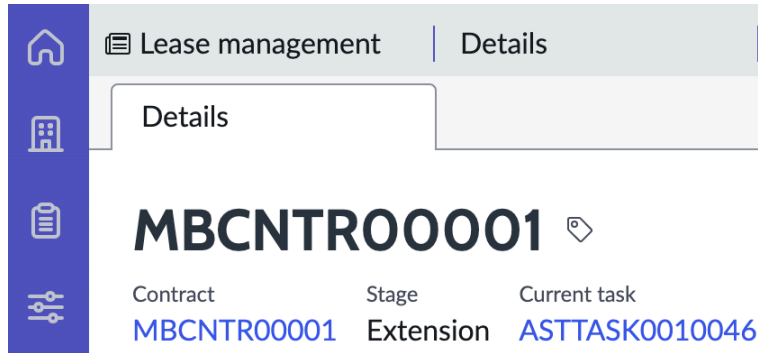 Lease management Details
Details
MBCNTR00001
Contract Stage Current task
MBCNTR00001 Extension ASTTASK0010046